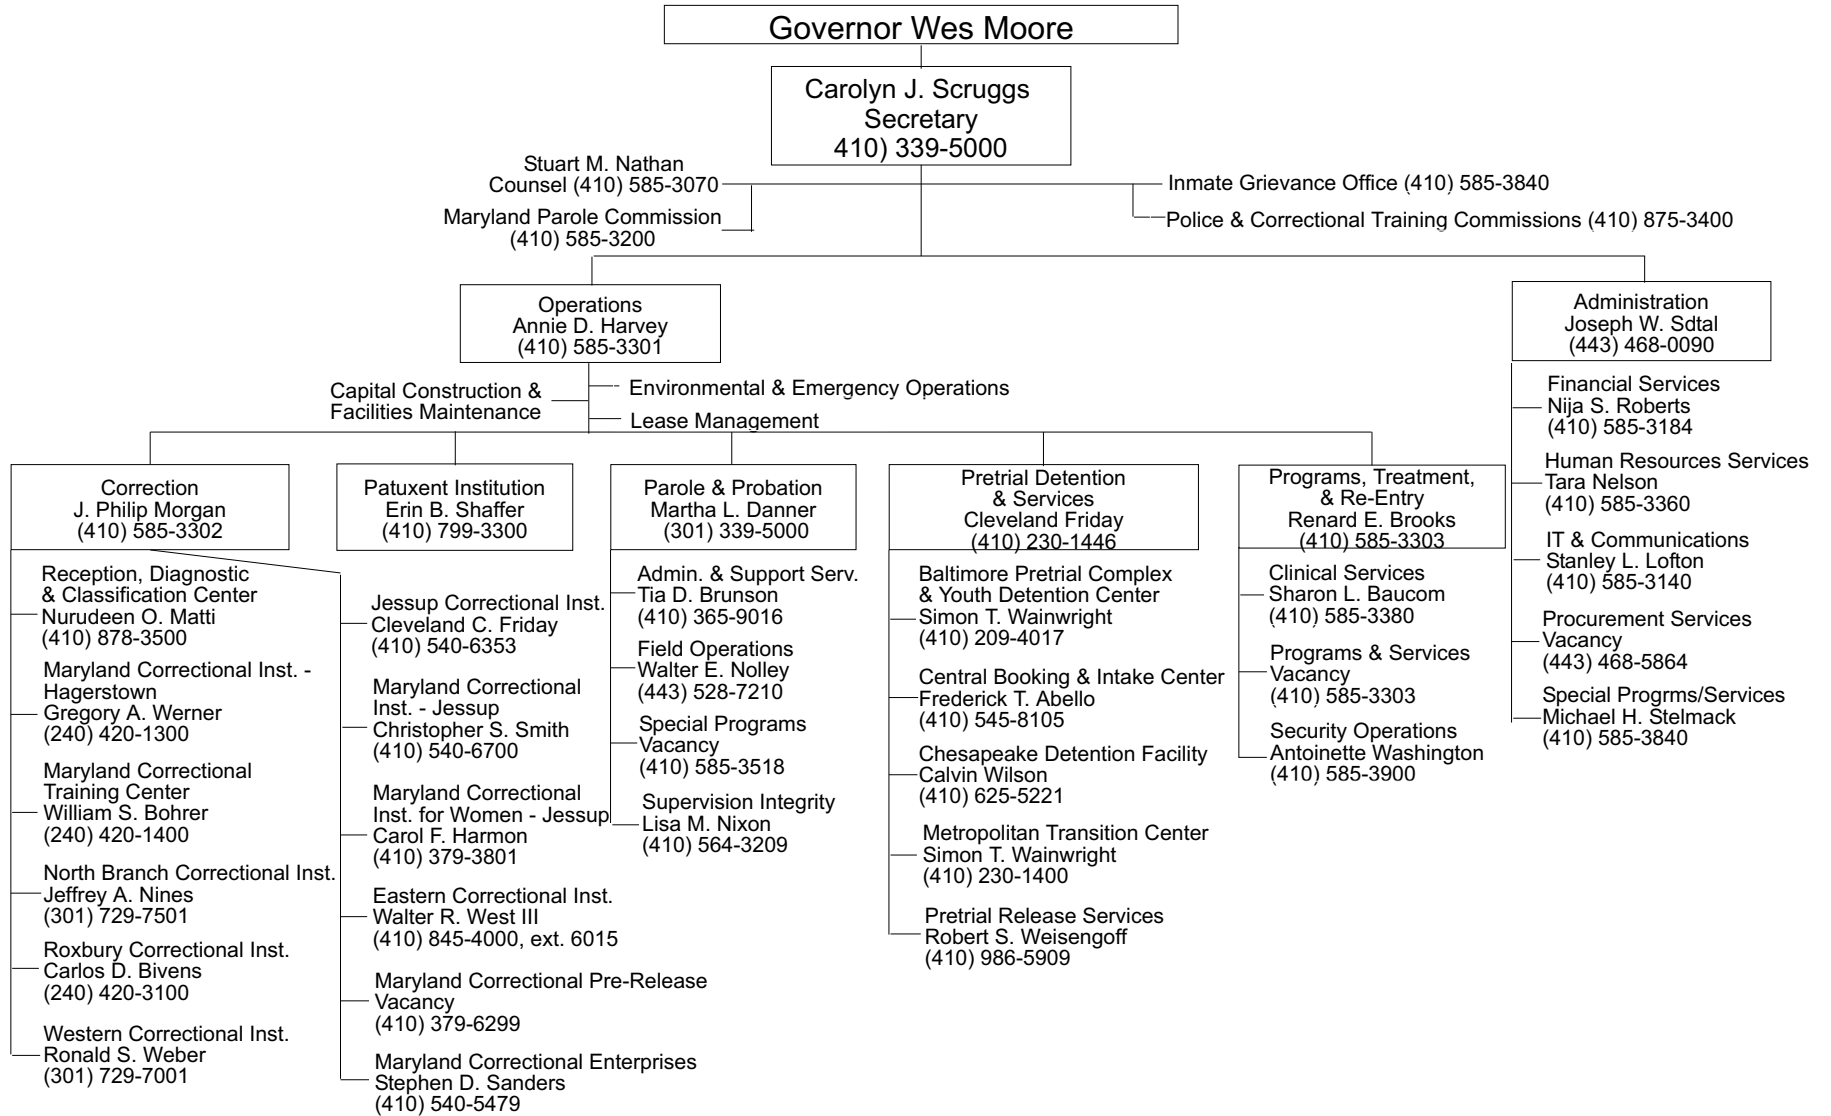 Governor Wes Moore
Carolyn J. Scruggs
Secretary
410) 339-5000
Stuart M. Nathan
Counsel (410) 585-3070
Maryland Parole Commission
(410) 585-3200
Inmate Grievance Office (410) 585-3840
Police & Correctional Training Commissions (410) 875-3400
Operations
Annie D. Harvey
(410) 585-3301
Administration
Joseph W. Sdtal
(443) 468-0090
Capital Construction &
Facilities Maintenance
Environmental & Emergency Operations
Lease Management
Financial Services
Nija S. Roberts
(410) 585-3184
Human Resources Services
Tara Nelson
(410) 585-3360
IT & Communications
Stanley L. Lofton
(410) 585-3140
Procurement Services
Vacancy
(443) 468-5864
Special Progrms/Services
Michael H. Stelmack
(410) 585-3840
Correction
J. Philip Morgan
(410) 585-3302
Patuxent Institution
Erin B. Shaffer
(410) 799-3300
Parole & Probation
Martha L. Danner
(301) 339-5000
Pretrial Detention
& Services
Cleveland Friday
(410) 230-1446
Programs, Treatment,
& Re-Entry
Renard E. Brooks
(410) 585-3303
Reception, Diagnostic
& Classification Center
Nurudeen O. Matti
(410) 878-3500
Maryland Correctional Inst. -
Hagerstown
Gregory A. Werner
(240) 420-1300
Maryland Correctional
Training Center
William S. Bohrer
(240) 420-1400
North Branch Correctional Inst.
Jeffrey A. Nines
(301) 729-7501
Roxbury Correctional Inst.
Carlos D. Bivens
(240) 420-3100
Western Correctional Inst.
Ronald S. Weber
(301) 729-7001
Jessup Correctional Inst.
Cleveland C. Friday
(410) 540-6353
Maryland Correctional
Inst. - Jessup
Christopher S. Smith
(410) 540-6700
Maryland Correctional
Inst. for Women - Jessup
Carol F. Harmon
(410) 379-3801
Eastern Correctional Inst.
Walter R. West III
(410) 845-4000, ext. 6015
Maryland Correctional Pre-Release
Vacancy
(410) 379-6299
Maryland Correctional Enterprises
Stephen D. Sanders
(410) 540-5479
Admin. & Support Serv.
Tia D. Brunson
(410) 365-9016
Field Operations
Walter E. Nolley
(443) 528-7210
Special Programs
Vacancy
(410) 585-3518
Supervision Integrity
Lisa M. Nixon
(410) 564-3209
Baltimore Pretrial Complex
& Youth Detention Center
Simon T. Wainwright
(410) 209-4017
Central Booking & Intake Center
Frederick T. Abello
(410) 545-8105
Chesapeake Detention Facility
Calvin Wilson
(410) 625-5221
Metropolitan Transition Center
Simon T. Wainwright
(410) 230-1400
Pretrial Release Services
Robert S. Weisengoff
(410) 986-5909
Clinical Services
Sharon L. Baucom
(410) 585-3380
Programs & Services
Vacancy
(410) 585-3303
Security Operations
Antoinette Washington
(410) 585-3900